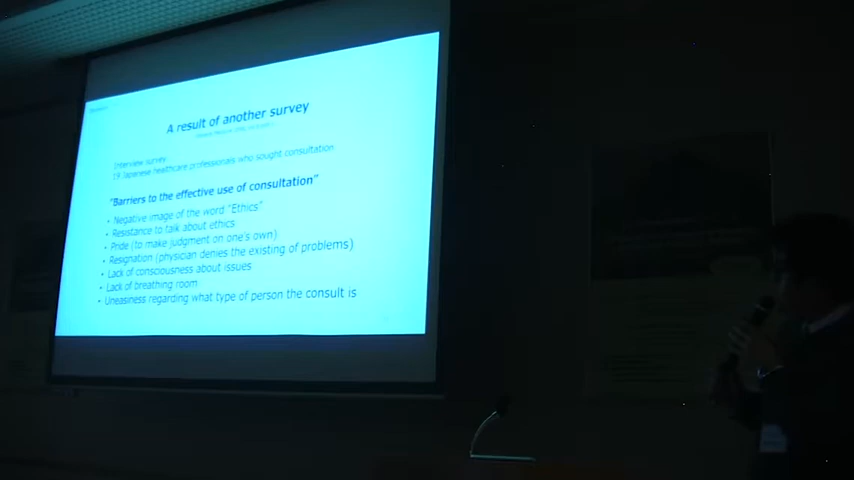 A result of another survey
Interview survey
19 Japanese healthcare professionals who sought consultation
"Barriers to the effective use of consultation"
• Negative image of the word "Ethics"
• Resistance to talk about ethics
• Pride (to make judgment on one's own)
• Resignation (physician denies the existing of problems)
• Lack of consciousness about issues
• Lack of breathing room
• Uneasiness regarding what type of person the consult is